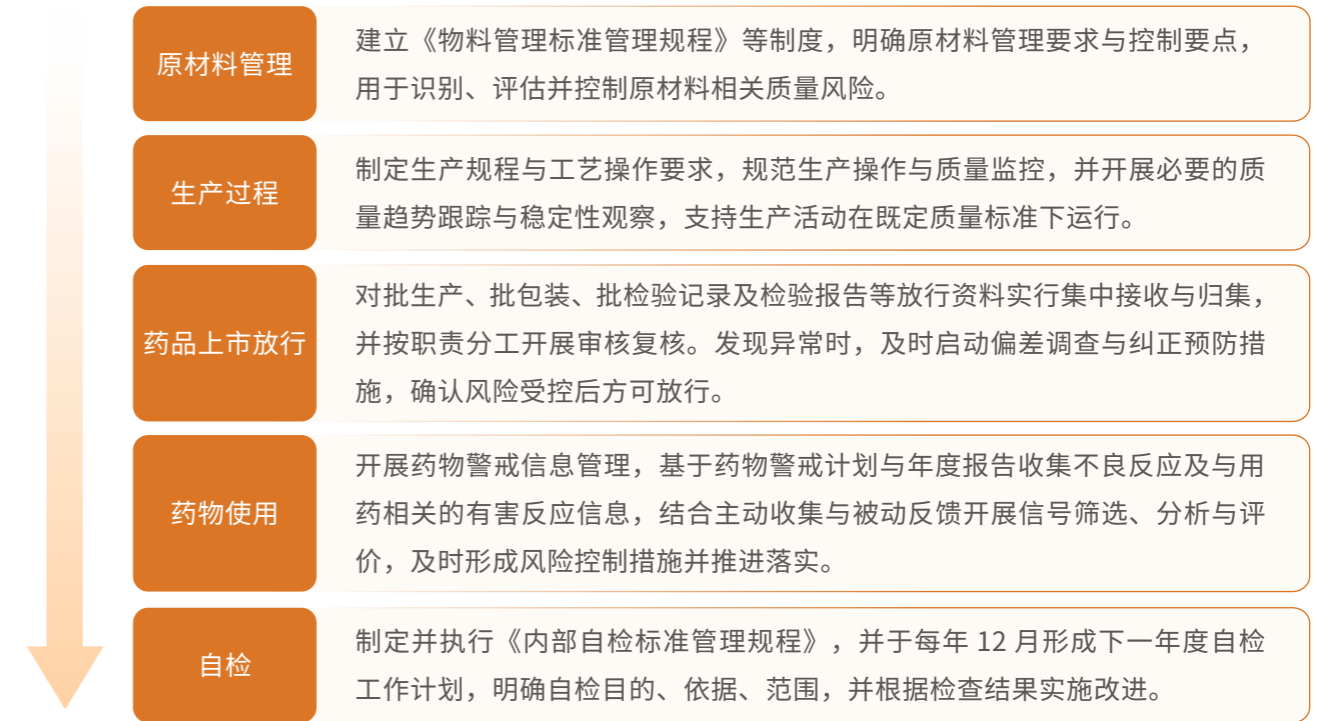 原材料管理
建立《物料管理标准管理规程》等制度，明确原材料管理要求与控制要点，
用于识别、评估并控制原材料相关质量风险。
生产过程
制定生产规程与工艺操作要求，规范生产操作与质量监控，并开展必要的质
量趋势跟踪与稳定性观察，支持生产活动在既定质量标准下运行。
药品上市放行
对批生产、批包装、批检验记录及检验报告等放行资料实行集中接收与归集，
并按职责分工开展审核复核。发现异常时，及时启动偏差调查与纠正预防措
施，确认风险受控后方可放行。
药物使用
开展药物警戒信息管理，基于药物警戒计划与年度报告收集不良反应及与用
药相关的有害反应信息，结合主动收集与被动反馈开展信号筛选、分析与评
价，及时形成风险控制措施并推进落实。
自检
制定并执行《内部自检标准管理规程》，并于每年 12 月形成下一年度自检
工作计划，明确自检目的、依据、范围，并根据检查结果实施改进。